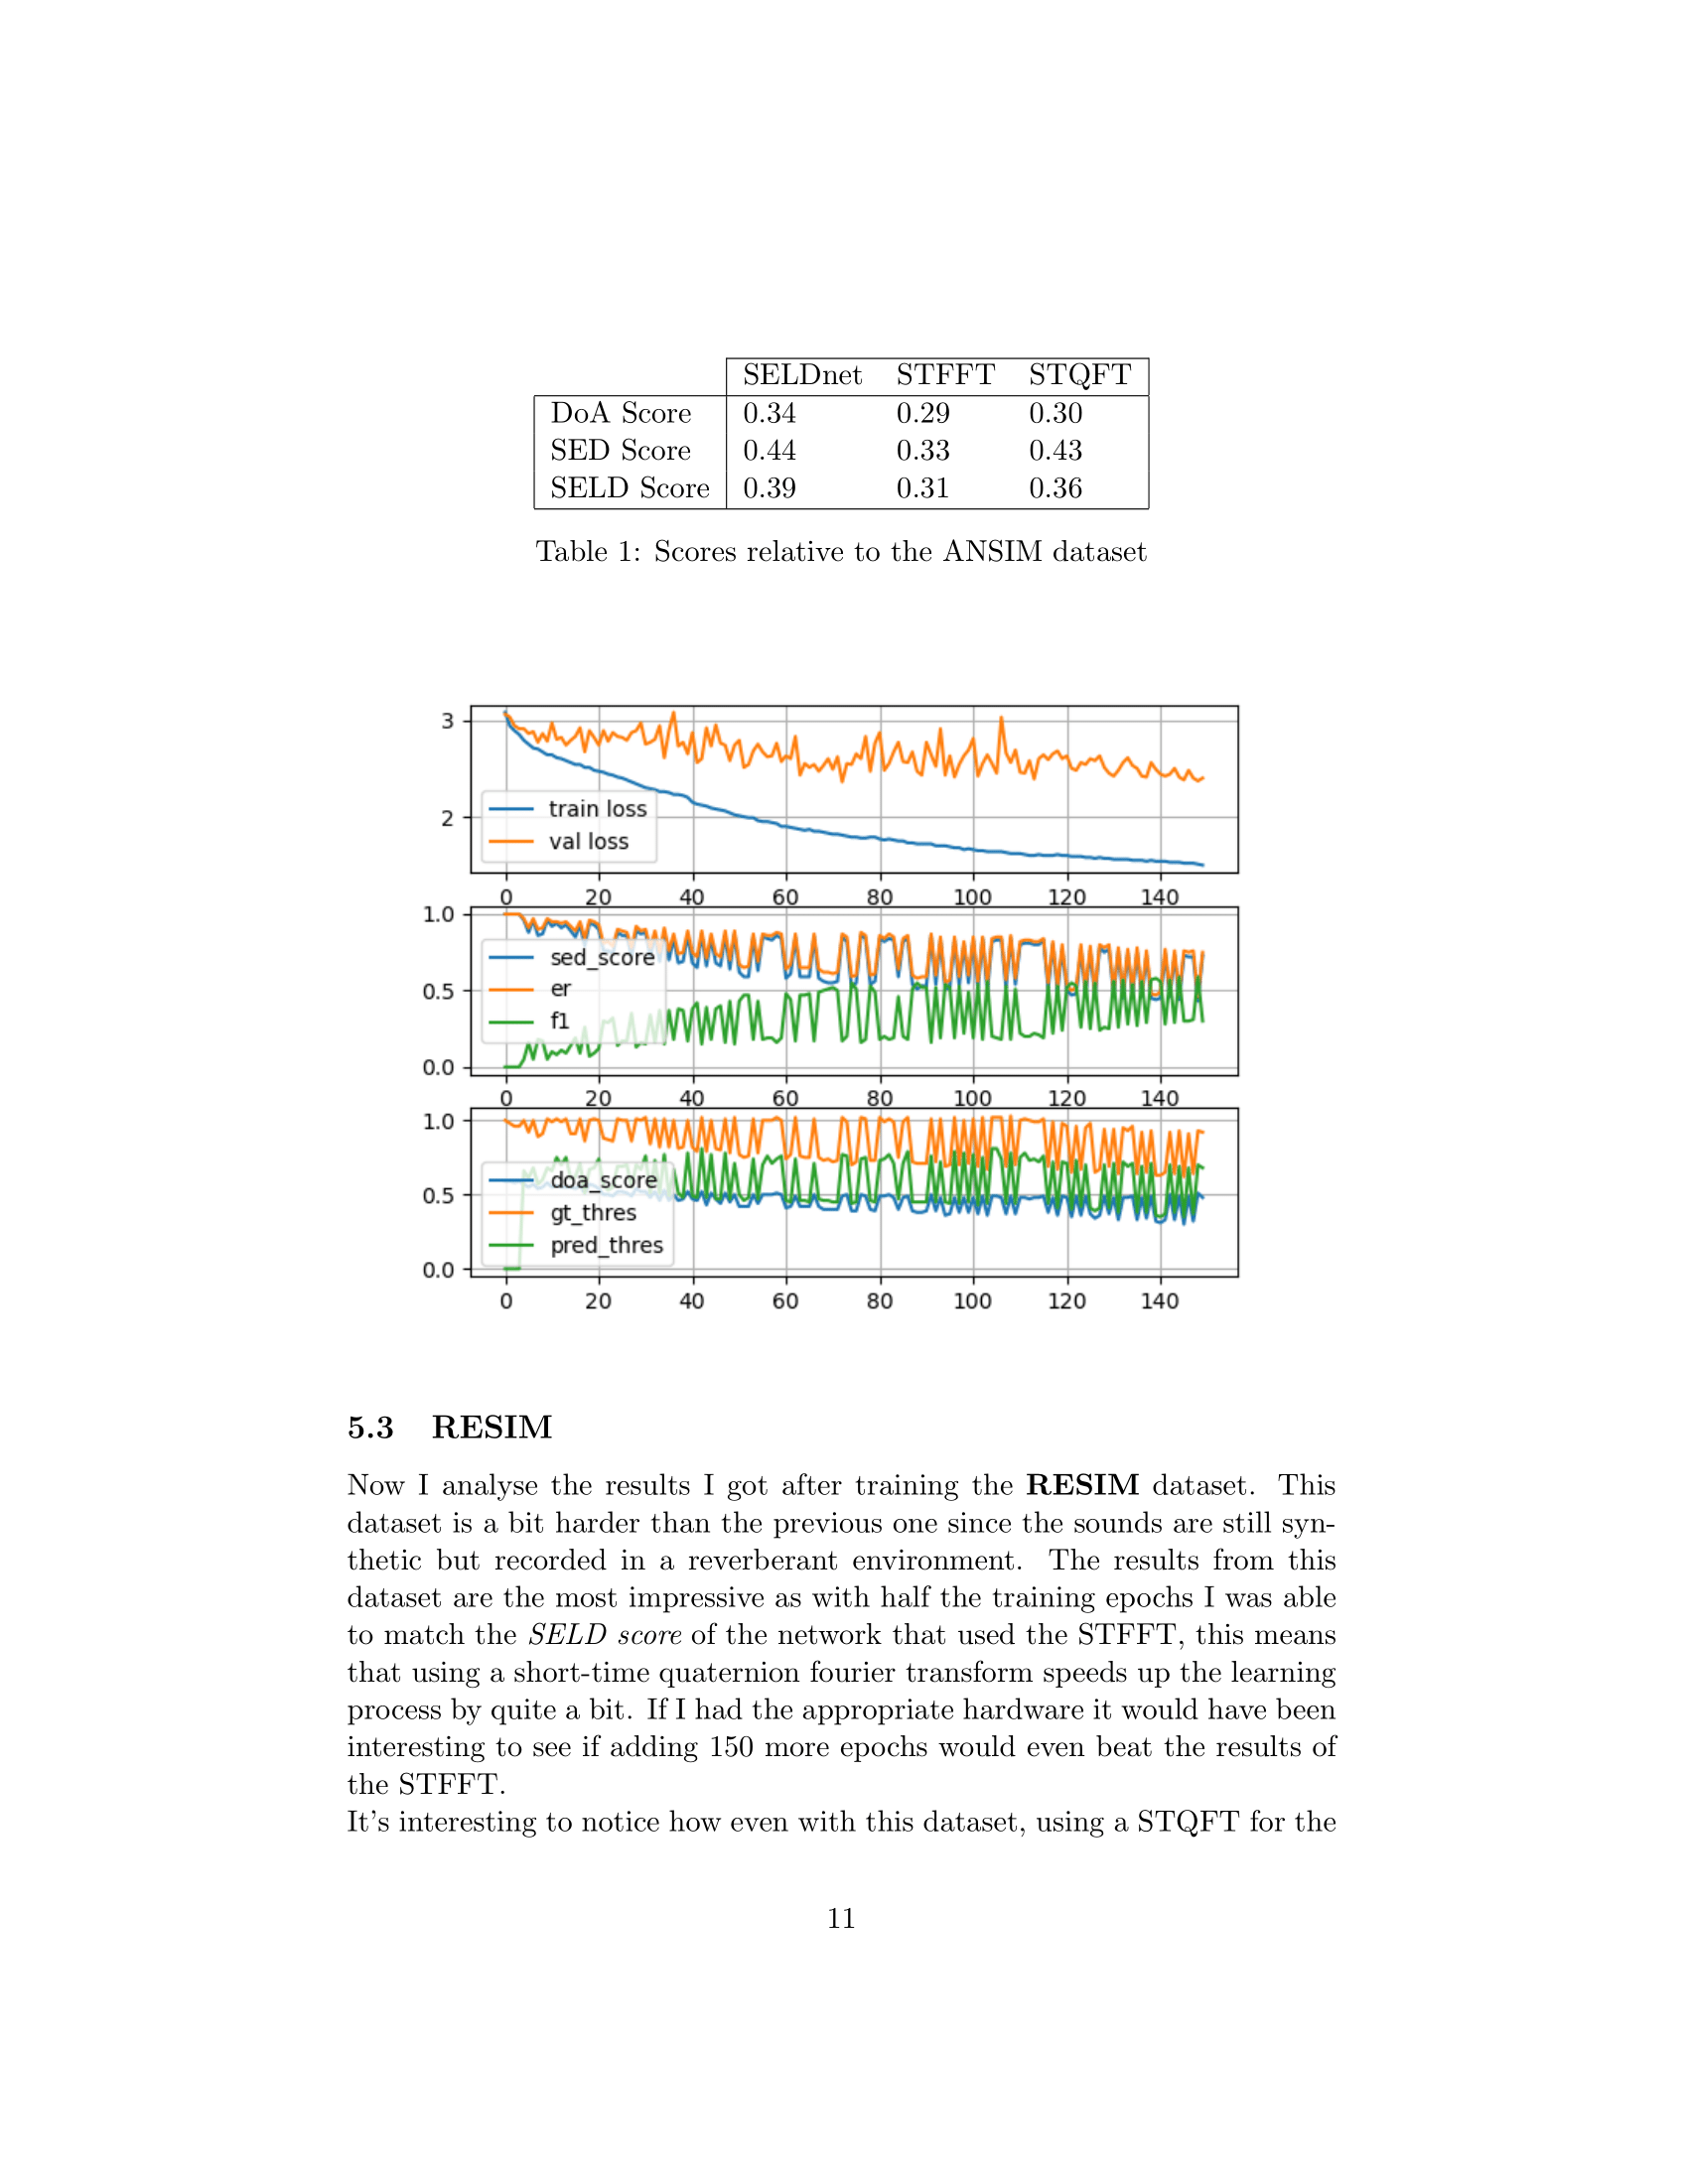 SELDnet STFFT STQFT
DoA Score 0.34 0.29 0.30
SED Score 0.44 0.33 0.43
SELD Score 0.39 0.31 0.36
Table 1: Scores relative to the ANSIM dataset
3
2
train loss
val loss
0 20 40 60 80 100 120 140
1.0
0.5
0.0
sed_score
er
f1
0 20 40 60 80 100 120 140
1.0
0.5
0.0
doa_score
gt_thres
pred_thres
0 20 40 60 80 100 120 140
5.3 RESIM
Now I analyse the results I got after training the RESIM dataset. This
dataset is a bit harder than the previous one since the sounds are still syn-
thetic but recorded in a reverberant environment. The results from this
dataset are the most impressive as with half the training epochs I was able
to match the SELD score of the network that used the STFFT, this means
that using a short-time quaternion fourier transform speeds up the learning
process by quite a bit. If I had the appropriate hardware it would have been
interesting to see if adding 150 more epochs would even beat the results of
the STFFT.
It's interesting to notice how even with this dataset, using a STQFT for the
11